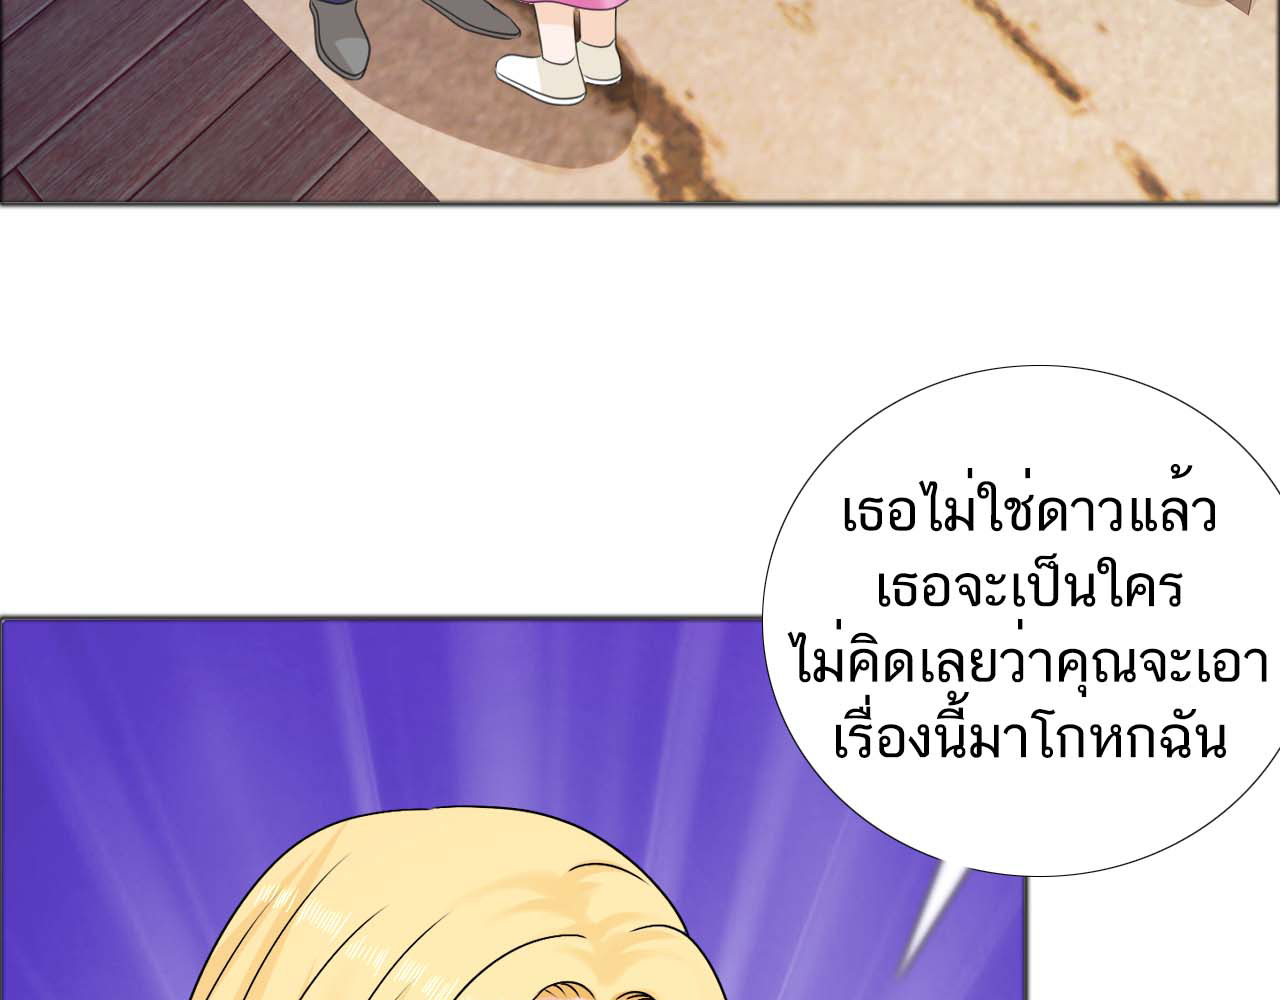 เธอไม่ใช่ดาวแล้ว
เธอจะเป็นใคร
ไม่คิดเลยว่าคุณจะเอา
เรื่องนี้มาโกหกฉัน